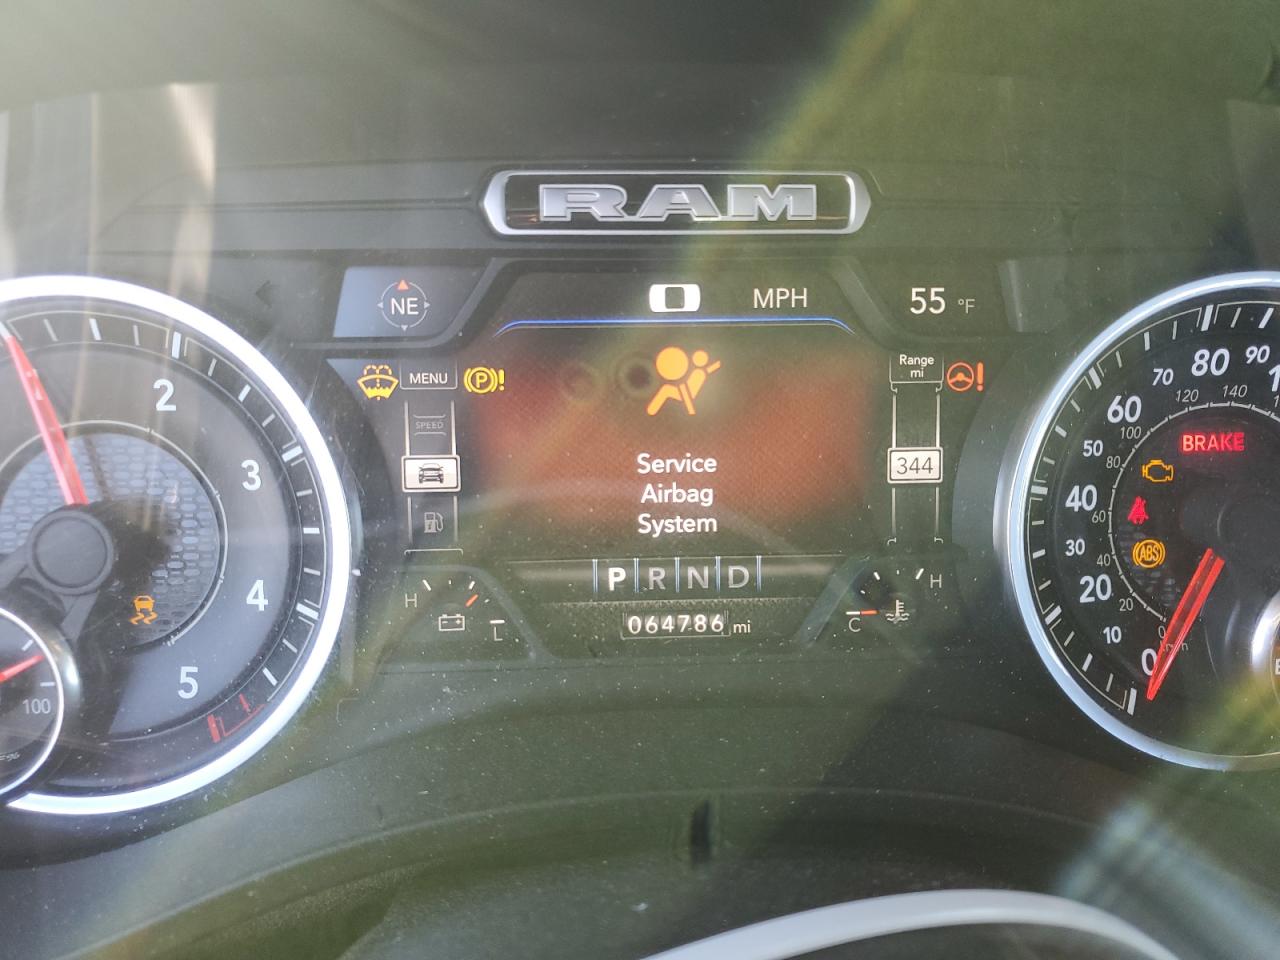 RAM
NE
MPH
55 °F
MENU
P !
Range
mi
!
SPEED
344
Service
Airbag
System
P R N D
064786 mi
H
L
C
H
2
3
4
5
100
BRAKE
ABS
0
10
20
30
40
50
60
70
80
90
0
20
40
60
80
100
120
140
km/h